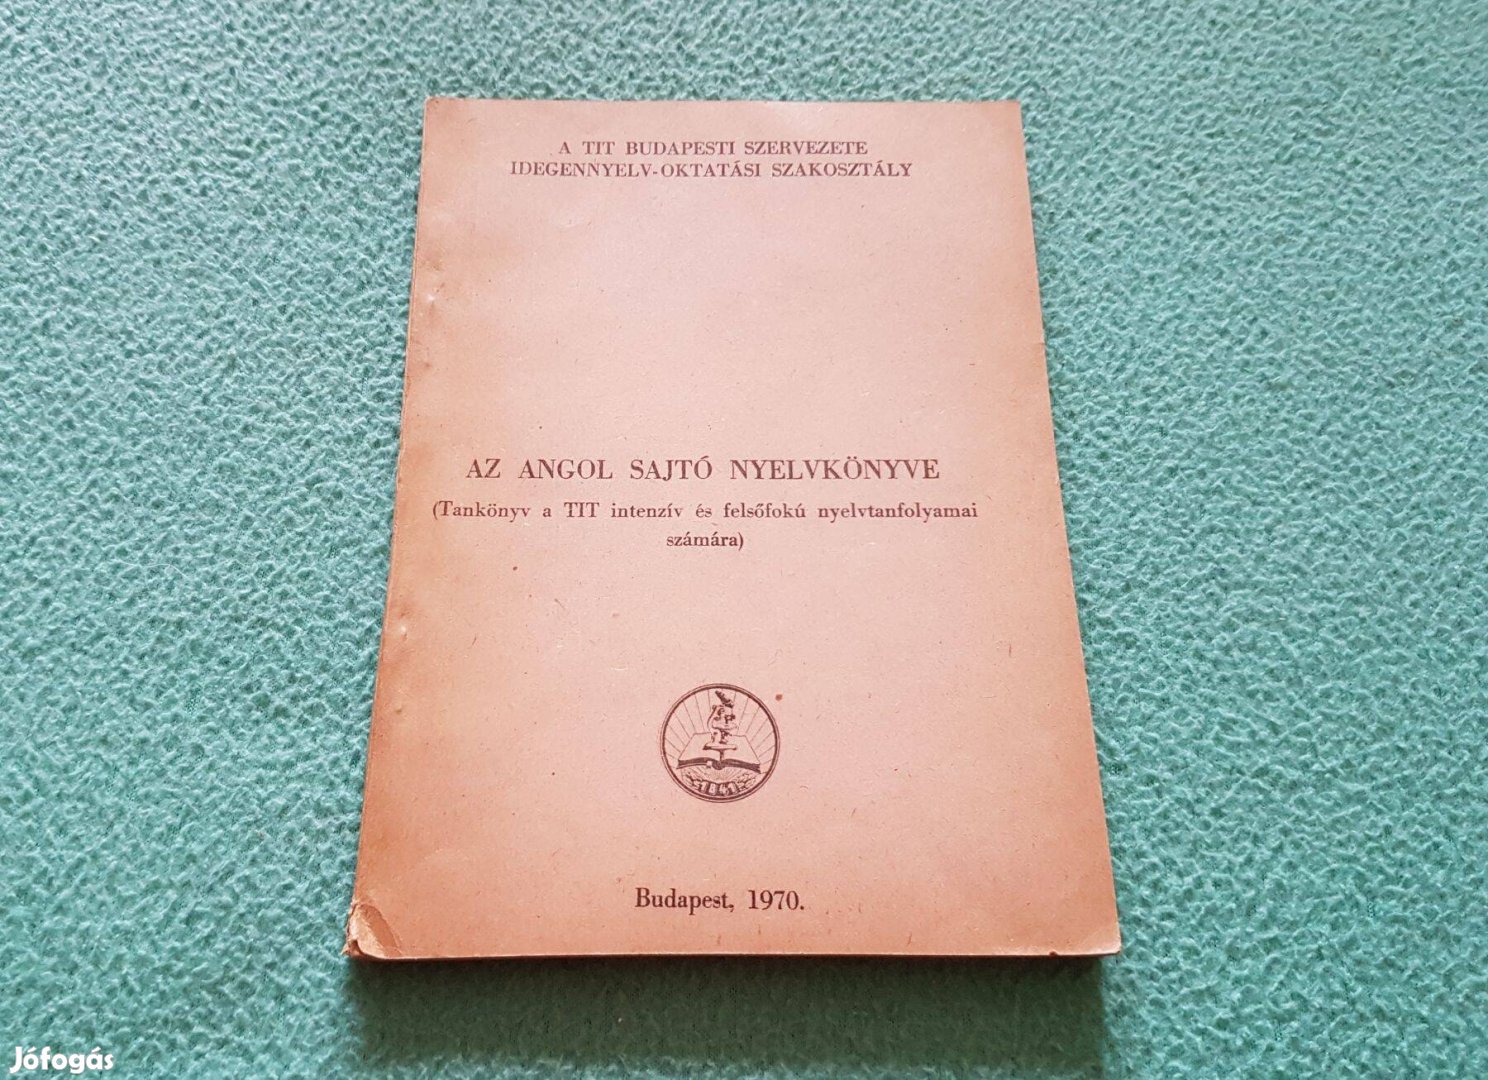 A TIT BUDAPESTI SZERVEZETE
IDEGENNYELV-OKTATÁSI SZAKOSZTÁLY
AZ ANGOL SAJTÓ NYELVKÖNYVE
(Tankönyv a TIT intenzív és felsőfokú nyelvtanfolyamai
számára)
1841
Budapest, 1970.
Jófogás